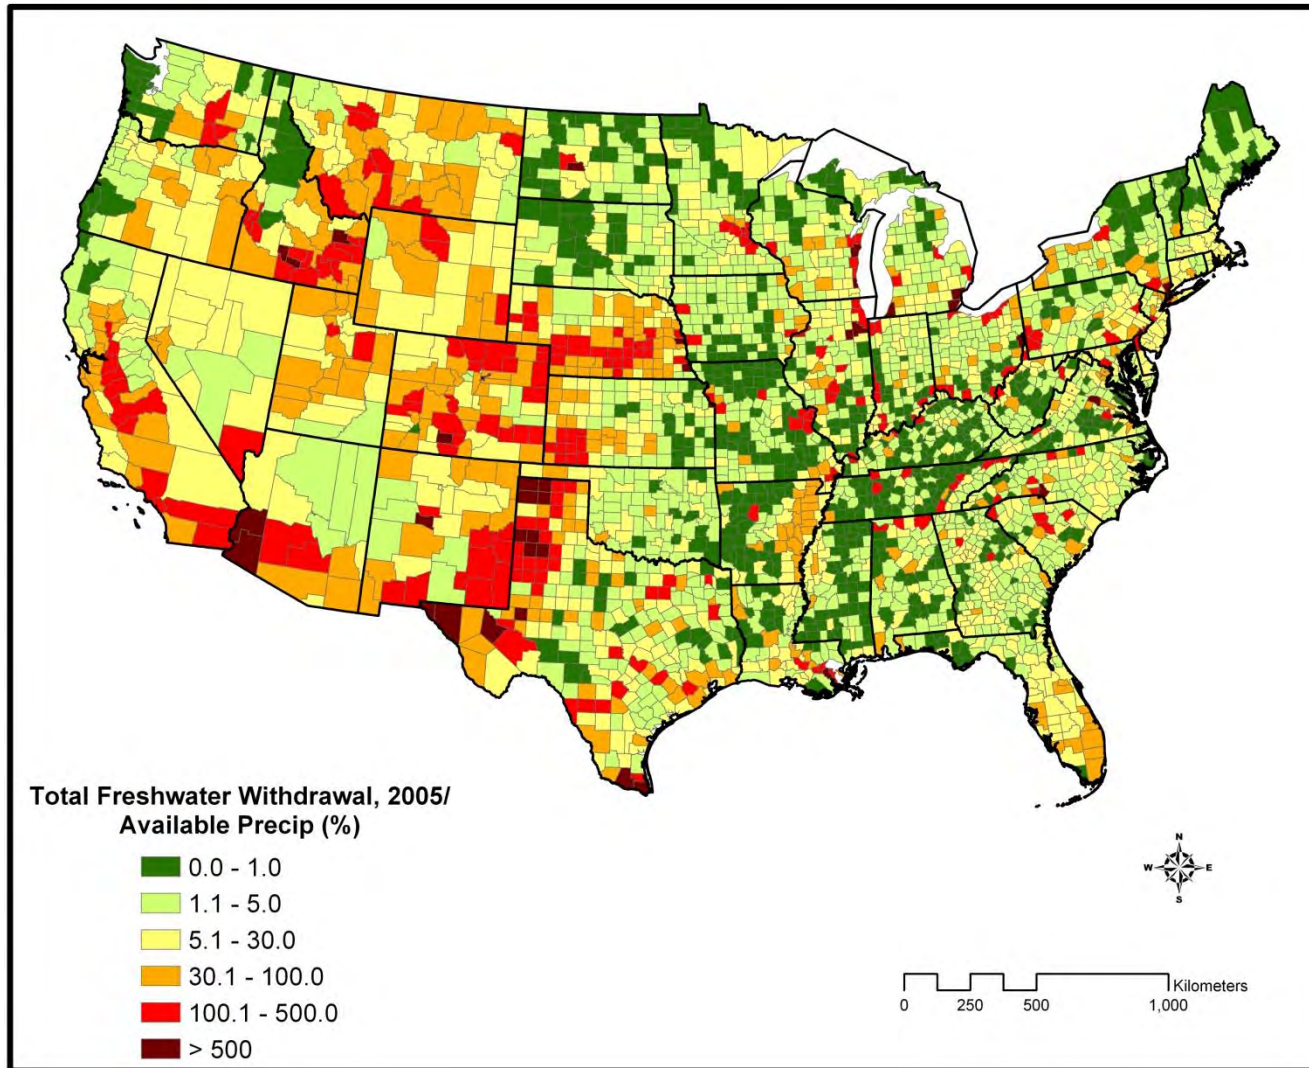 Total Freshwater Withdrawal, 2005/
Available Precip (%)
0.0 - 1.0
1.1 - 5.0
5.1 - 30.0
30.1 - 100.0
100.1 - 500.0
> 500
N
W E
S
Kilometers
0 250 500 1,000